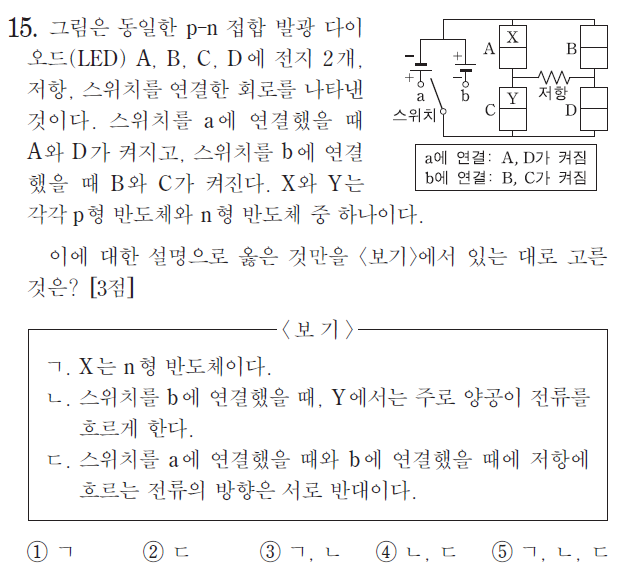 15. 그림은 동일한 p-n 접합 발광 다이
오드(LED) A, B, C, D에 전지 2개,
저항, 스위치를 연결한 회로를 나타낸
것이다. 스위치를 a에 연결했을 때
A와 D가 켜지고, 스위치를 b에 연결
했을 때 B와 C가 켜진다. X와 Y는
각각 p형 반도체와 n형 반도체 중 하나이다.
A X B
- +
+ -
a b
저항
스위치 C Y D
a에 연결: A, D가 켜짐
b에 연결: B, C가 켜짐
이에 대한 설명으로 옳은 것만을 <보기>에서 있는 대로 고른
것은? [3점]
<보 기>
ㄱ. X는 n형 반도체이다.
ㄴ. 스위치를 b에 연결했을 때, Y에서는 주로 양공이 전류를
흐르게 한다.
ㄷ. 스위치를 a에 연결했을 때와 b에 연결했을 때에 저항에
흐르는 전류의 방향은 서로 반대이다.
① ㄱ ② ㄷ ③ ㄱ, ㄴ ④ ㄴ, ㄷ ⑤ ㄱ, ㄴ, ㄷ